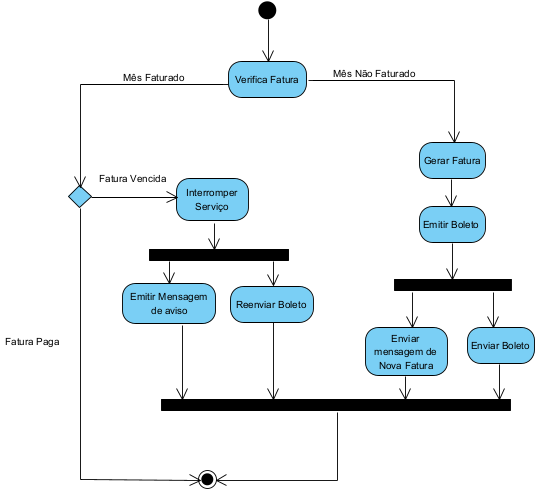 Verifica Fatura
Mês Faturado
Mês Não Faturado
Gerar Fatura
Fatura Vencida
Interromper
Serviço
Emitir Boleto
Emitir Mensagem
de aviso
Reenviar Boleto
Fatura Paga
Enviar
mensagem de
Nova Fatura
Enviar Boleto